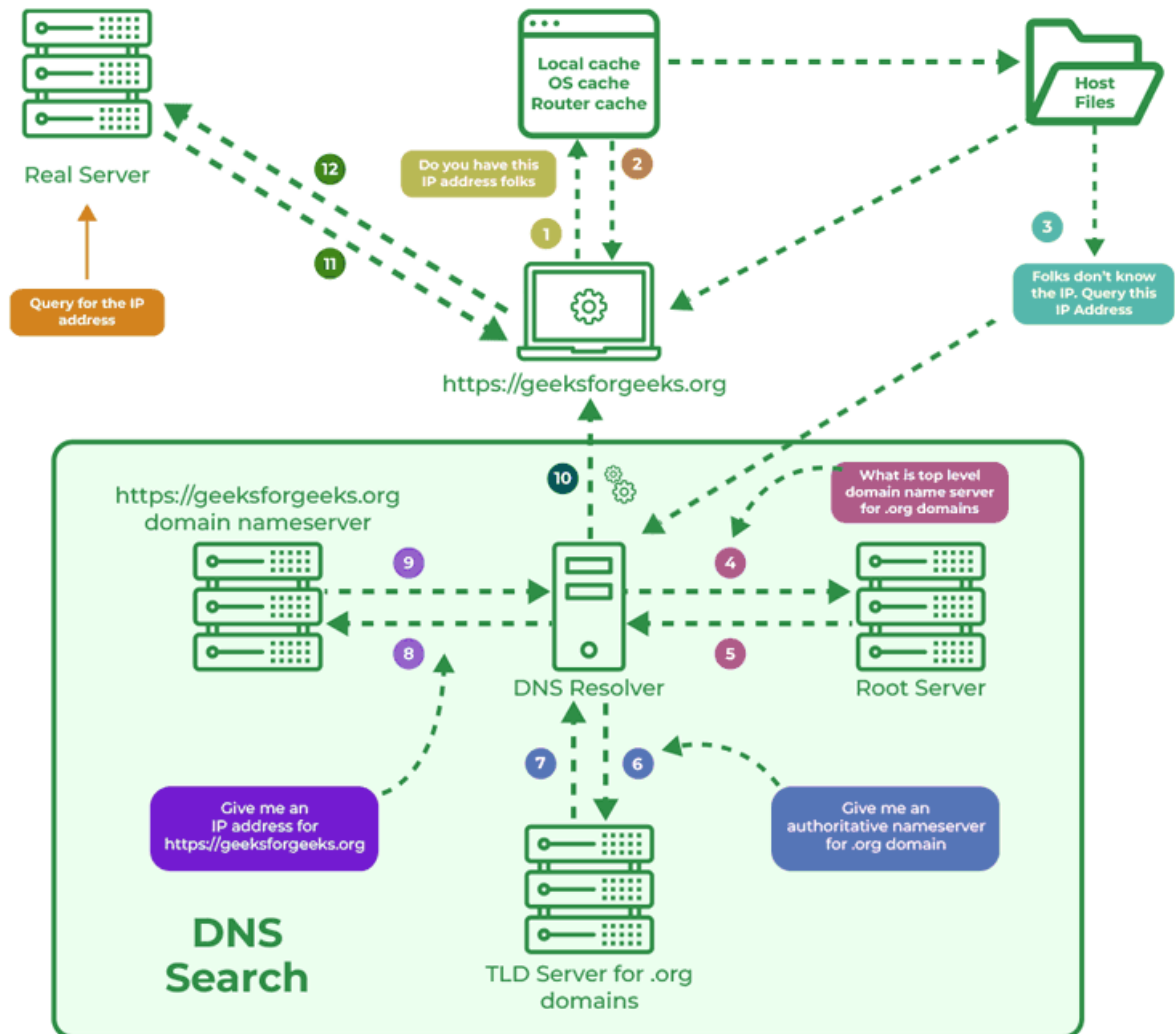 Local cache
OS cache
Router cache
Host
Files
Real Server
12
Do you have this
IP address folks
2
1
3
11
Query for the IP
address
Folks don't know
the IP. Query this
IP Address
https://geeksforgeeks.org
10
What is top level
domain name server
for .org domains
https://geeksforgeeks.org
domain nameserver
9
4
8
5
DNS Resolver
Root Server
7
6
Give me an
IP address for
https://geeksforgeeks.org
Give me an
authoritative nameserver
for .org domain
DNS
Search
TLD Server for .org
domains